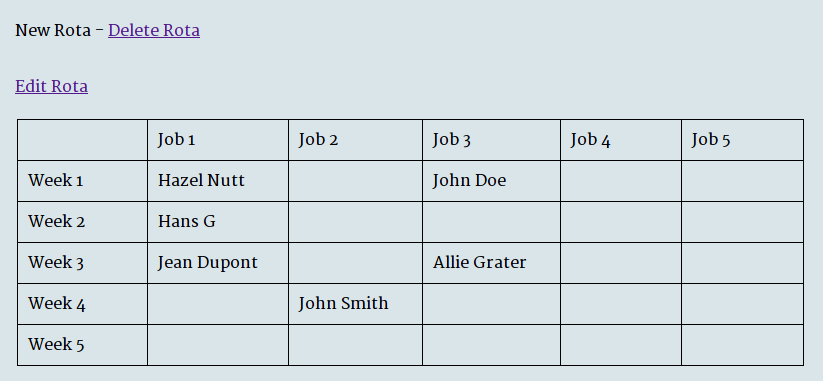 New Rota - Delete Rota
Edit Rota
Job 1 Job 2 Job 3 Job 4 Job 5
Week 1 Hazel Nutt John Doe
Week 2 Hans G
Week 3 Jean Dupont Allie Grater
Week 4 John Smith
Week 5